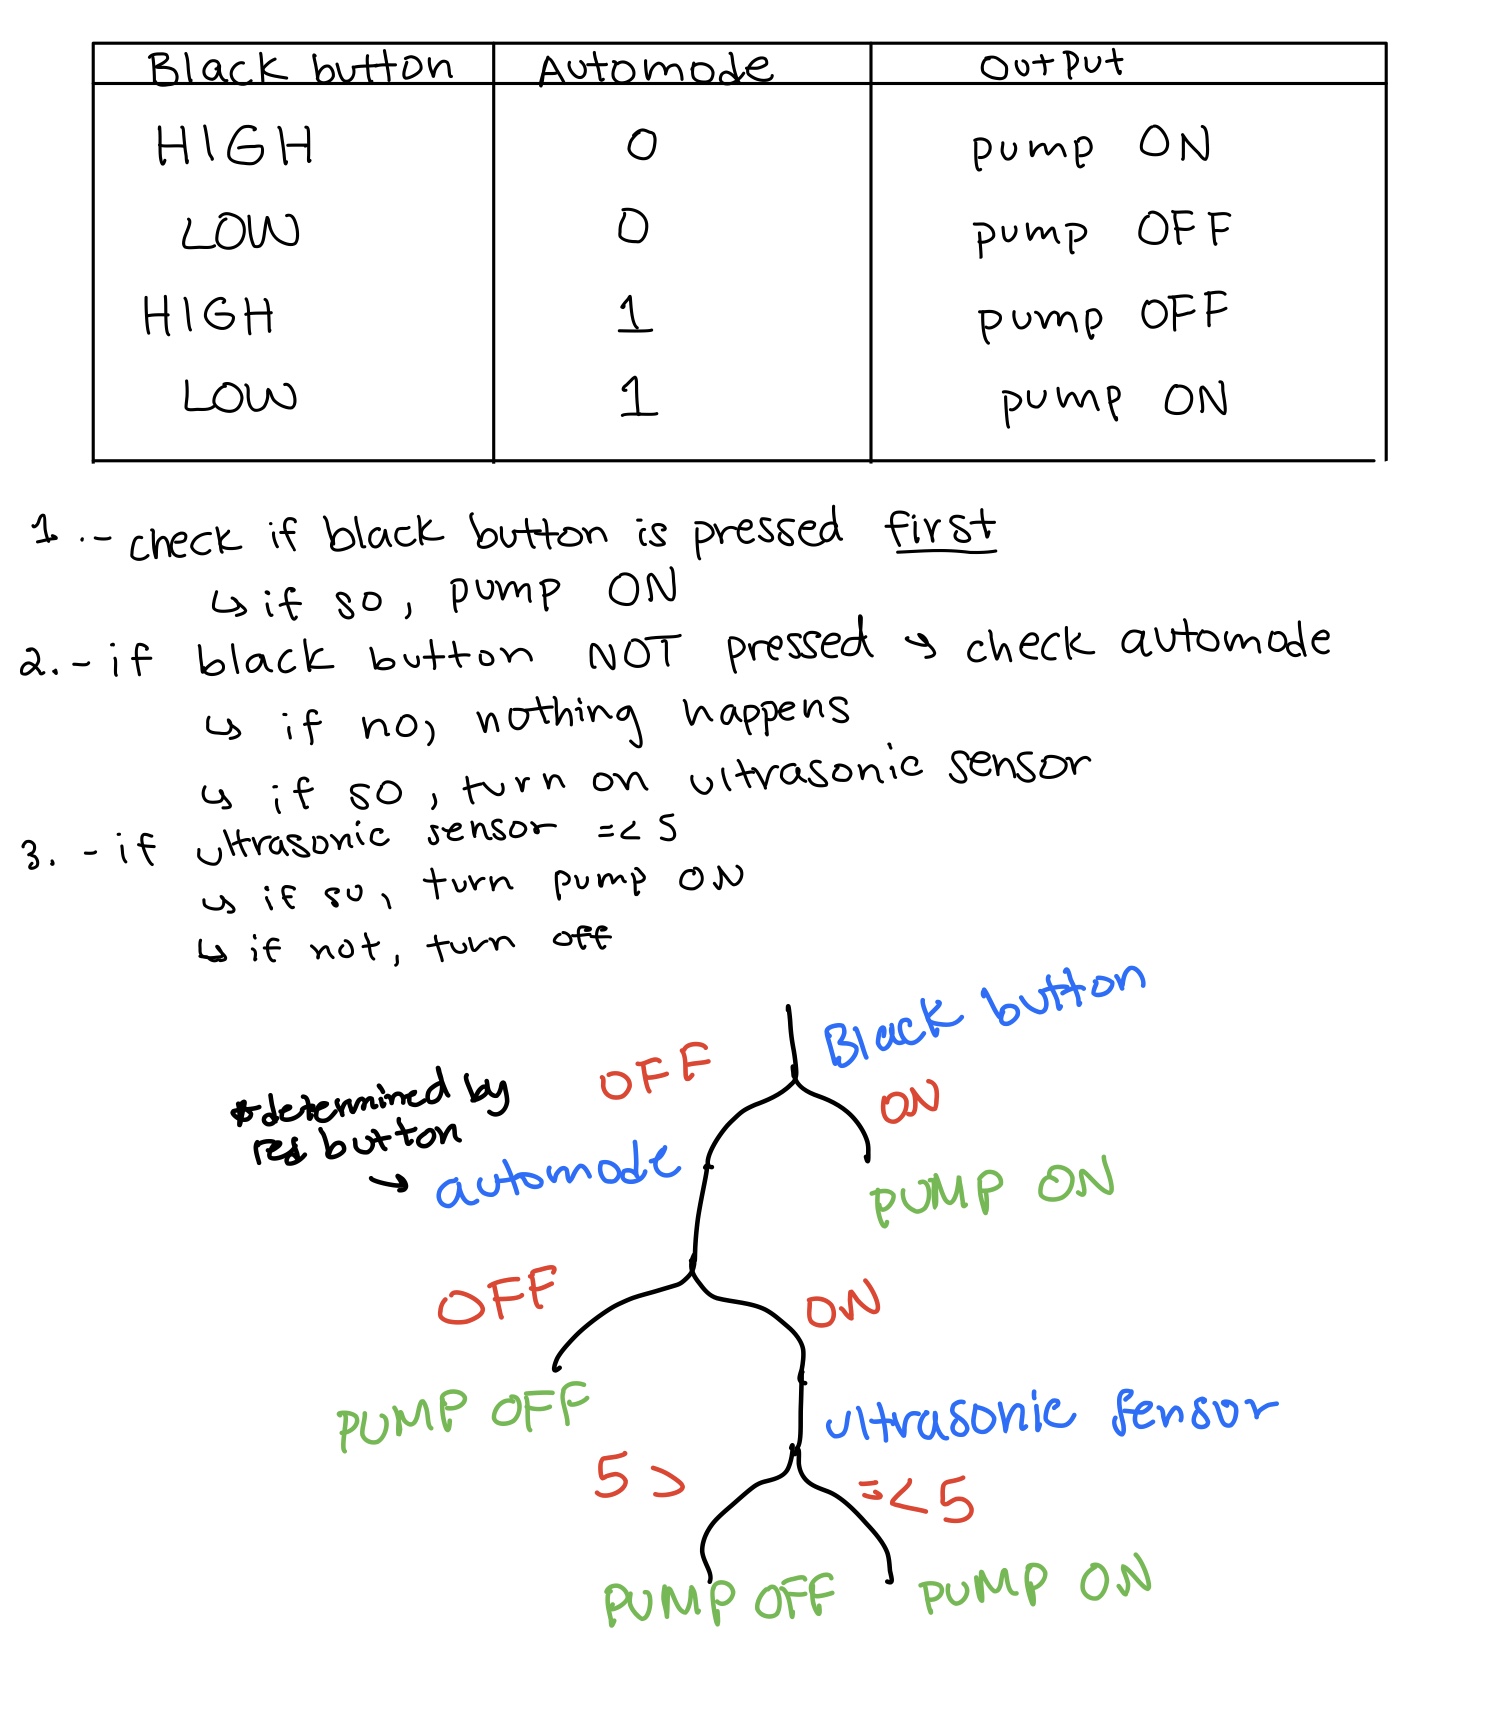 Black button Automode Output
HIGH 0 pump ON
LOW 0 pump OFF
HIGH 1 pump OFF
LOW 1 pump ON
1. - check if black button is pressed first
↳ if so, pump ON
2. - if black button NOT pressed ↳ check automode
↳ if no, nothing happens
↳ if so, turn on ultrasonic sensor
3. - if ultrasonic sensor =< 5
↳ if so, turn pump ON
↳ if not, turn off
Black button
OFF ON
*determined by
red button
→ automode
PUMP ON
OFF ON
PUMP OFF
ultrasonic sensor
5 > =< 5
PUMP OFF PUMP ON